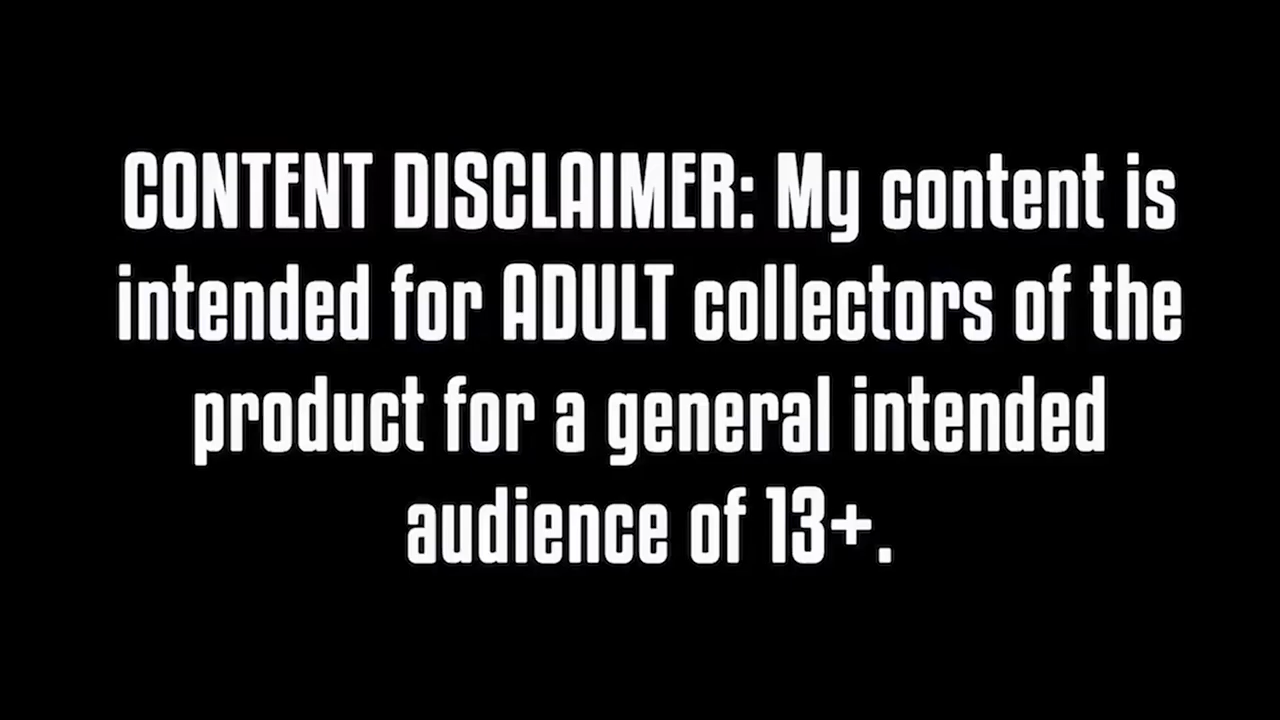 CONTENT DISCLAIMER: My content is
intended for ADULT collectors of the
product for a general intended
audience of 13+.